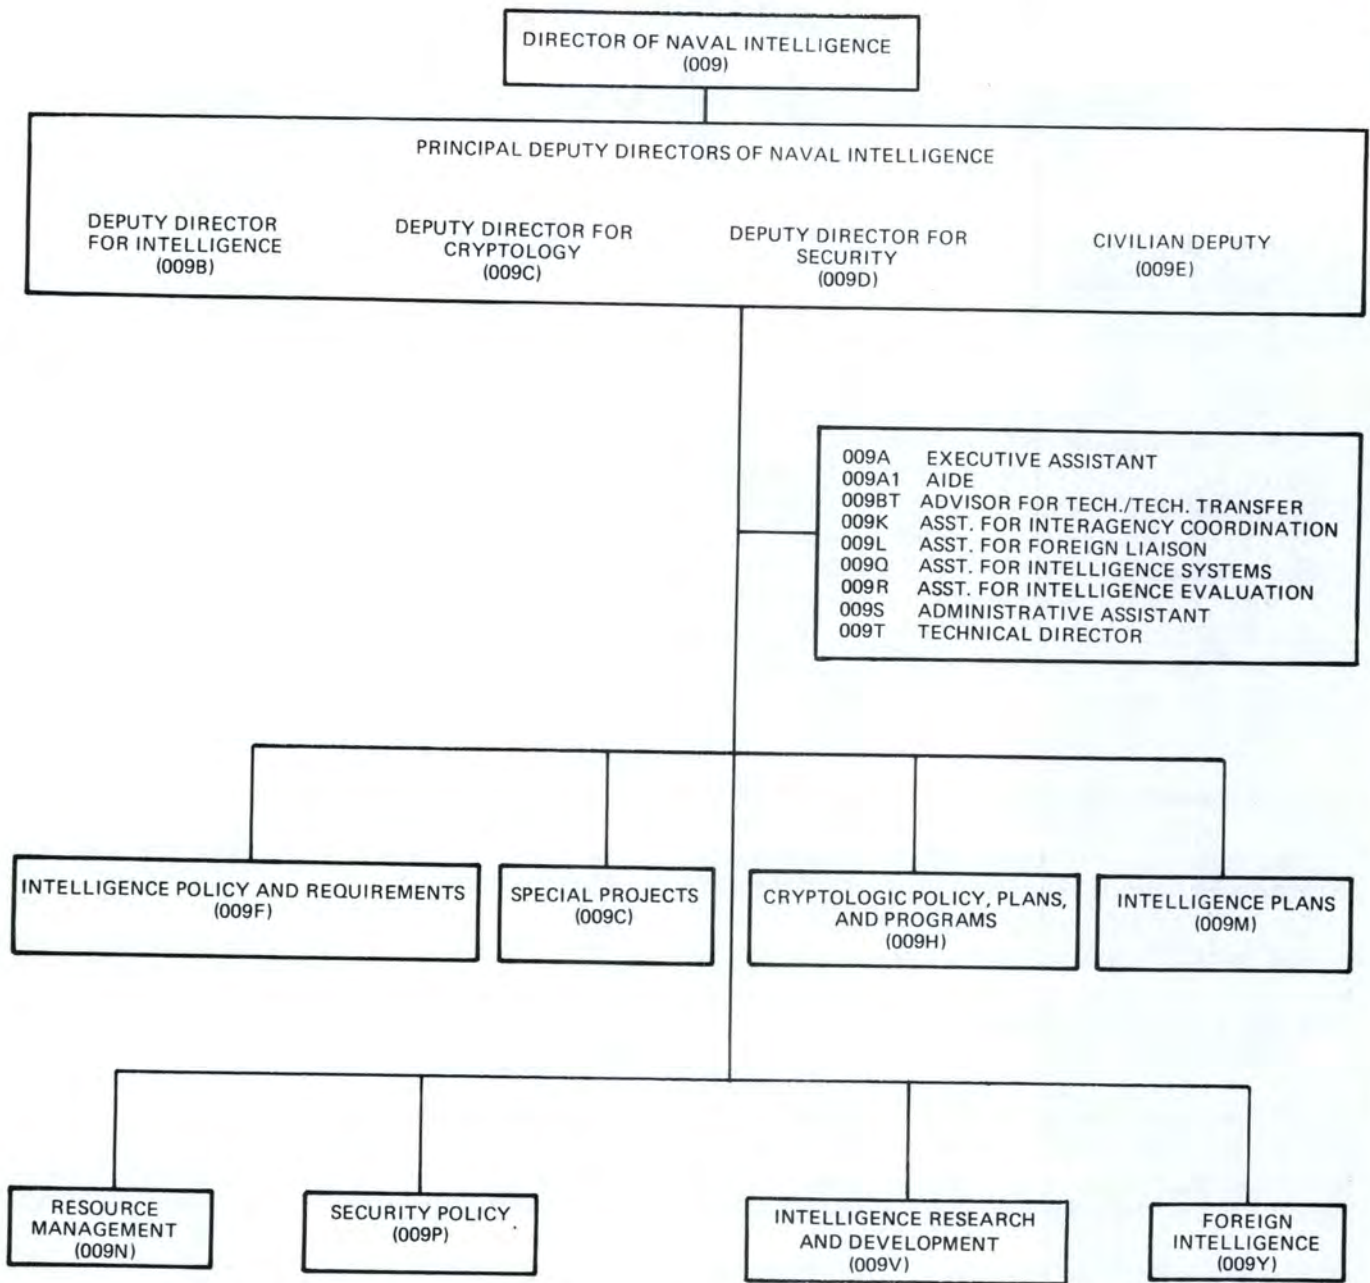 DIRECTOR OF NAVAL INTELLIGENCE
(009)
PRINCIPAL DEPUTY DIRECTORS OF NAVAL INTELLIGENCE
DEPUTY DIRECTOR
FOR INTELLIGENCE
(009B)
DEPUTY DIRECTOR FOR
CRYPTOLOGY
(009C)
DEPUTY DIRECTOR FOR
SECURITY
(009D)
CIVILIAN DEPUTY
(009E)
009A EXECUTIVE ASSISTANT
009A1 AIDE
009BT ADVISOR FOR TECH./TECH. TRANSFER
009K ASST. FOR INTERAGENCY COORDINATION
009L ASST. FOR FOREIGN LIAISON
009Q ASST. FOR INTELLIGENCE SYSTEMS
009R ASST. FOR INTELLIGENCE EVALUATION
009S ADMINISTRATIVE ASSISTANT
009T TECHNICAL DIRECTOR
INTELLIGENCE POLICY AND REQUIREMENTS
(009F)
SPECIAL PROJECTS
(009C)
CRYPTOLOGIC POLICY, PLANS,
AND PROGRAMS
(009H)
INTELLIGENCE PLANS
(009M)
RESOURCE
MANAGEMENT
(009N)
SECURITY POLICY
(009P)
INTELLIGENCE RESEARCH
AND DEVELOPMENT
(009V)
FOREIGN
INTELLIGENCE
(009Y)